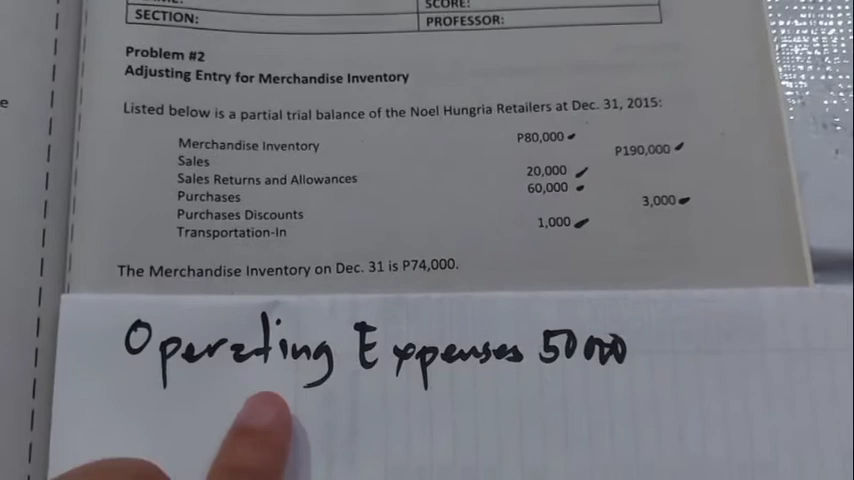 SCORE:
SECTION:
PROFESSOR:
Problem #2
Adjusting Entry for Merchandise Inventory
Listed below is a partial trial balance of the Noel Hungria Retailers at Dec. 31, 2015:
Merchandise Inventory P80,000
Sales P190,000
Sales Returns and Allowances 20,000
Purchases 60,000
Purchases Discounts 3,000
Transportation-In 1,000
The Merchandise Inventory on Dec. 31 is P74,000.
Operating Expenses 50000
e